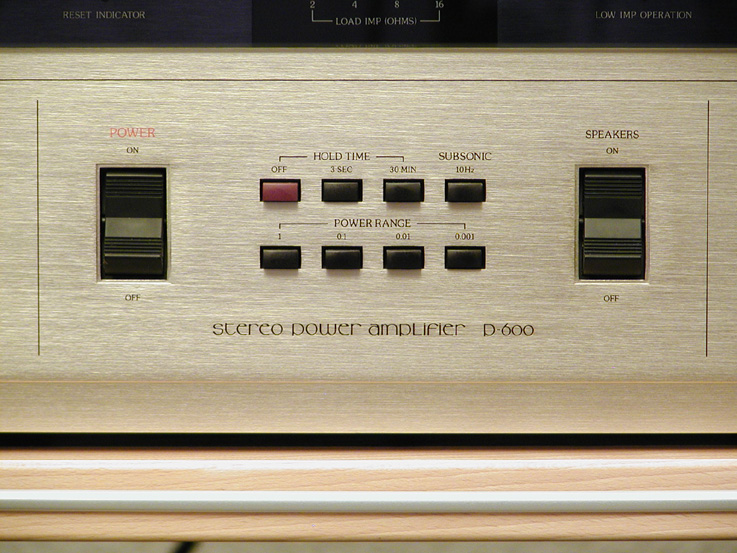 2 4 8 16
RESET INDICATOR LOAD IMP (OHMS) LOW IMP OPERATION
POWER SPEAKERS
ON ON
HOLD TIME SUBSONIC
OFF 3 SEC 30 MIN 10Hz
POWER RANGE
1 0.1 0.01 0.001
OFF OFF
stereo power amplifier D-600